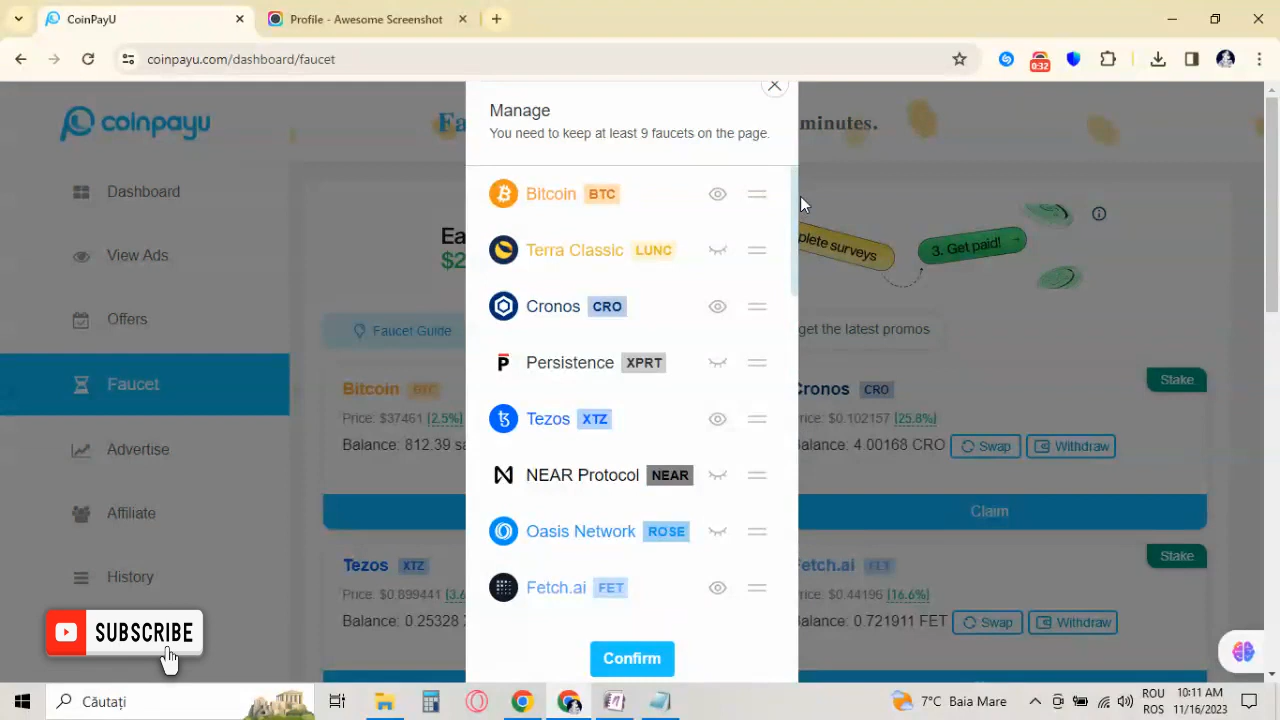 CoinPayU
Profile - Awesome Screenshot
coinpayu.com/dashboard/faucet
0:32
coinpayu
Fa
minutes.
Manage
You need to keep at least 9 faucets on the page.
Dashboard
View Ads
Offers
Faucet
Advertise
Affiliate
History
Bitcoin BTC
Terra Classic LUNC
Cronos CRO
Persistence XPRT
Tezos XTZ
NEAR Protocol NEAR
Oasis Network ROSE
Fetch.ai FET
Confirm
Ea
$2
plete surveys
3. Get paid!
Faucet Guide
get the latest promos
Bitcoin BTC
Price: $37461 (2.5%)
Balance: 812.39 sa
Cronos CRO
Stake
Price: $0.102157 (25.8%)
Balance: 4.00168 CRO
Swap
Withdraw
Claim
Tezos XTZ
Price: $0.899441 (3.6
Balance: 0.25328
Fetch.ai FET
Stake
Price: $0.44196 (16.6%)
Balance: 0.721911 FET
Swap
Withdraw
SUBSCRIBE
Căutați
7°C Baia Mare
ROU
ROS
10:11 AM
11/16/2023